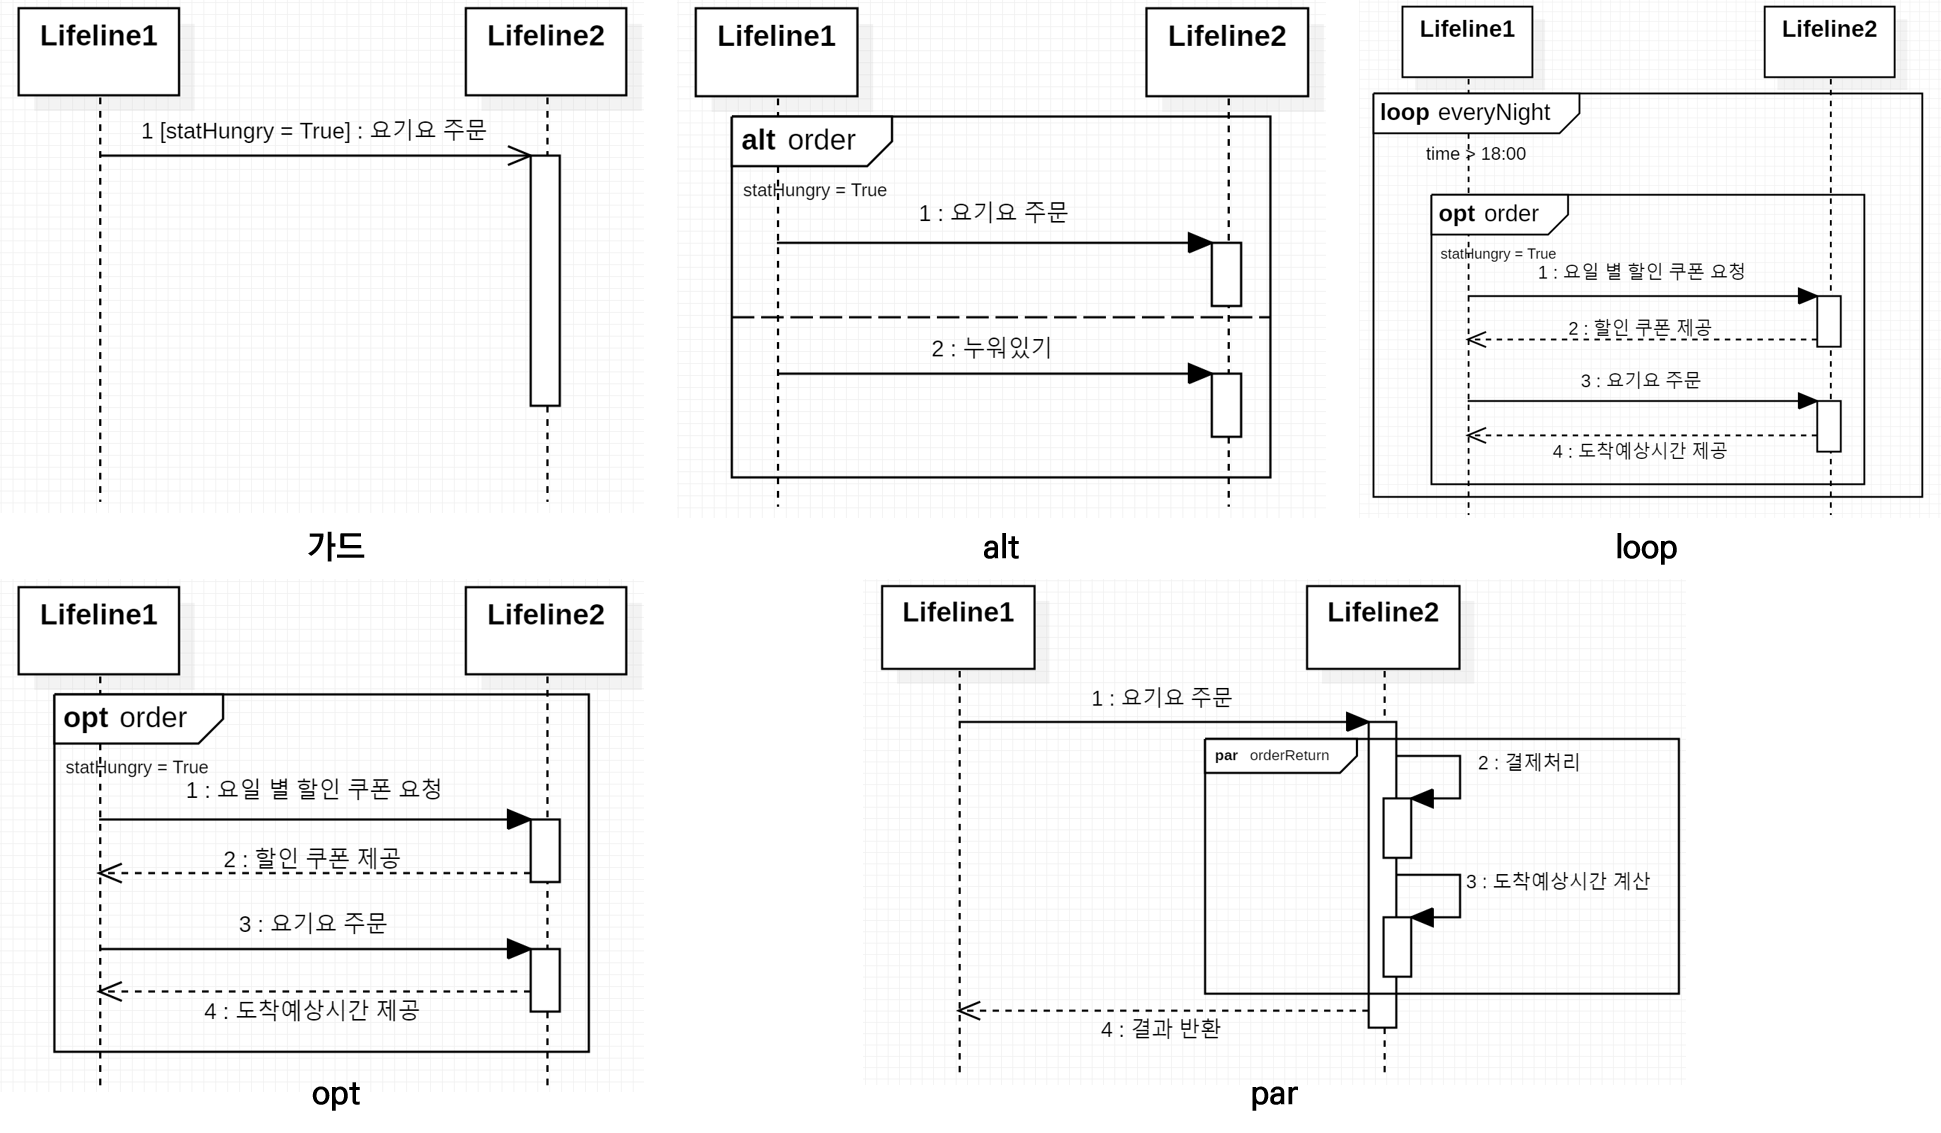 Lifeline1
Lifeline2
1 [statHungry = True] : 요기요 주문
가드
Lifeline1
Lifeline2
alt order
statHungry = True
1 : 요기요 주문
2 : 누워있기
alt
Lifeline1
Lifeline2
loop everyNight
time > 18:00
opt order
statHungry = True
1 : 요일 별 할인 쿠폰 요청
2 : 할인 쿠폰 제공
3 : 요기요 주문
4 : 도착예상시간 제공
loop
Lifeline1
Lifeline2
opt order
statHungry = True
1 : 요일 별 할인 쿠폰 요청
2 : 할인 쿠폰 제공
3 : 요기요 주문
4 : 도착예상시간 제공
opt
Lifeline1
Lifeline2
1 : 요기요 주문
par orderReturn
2 : 결제처리
3 : 도착예상시간 계산
4 : 결과 반환
par